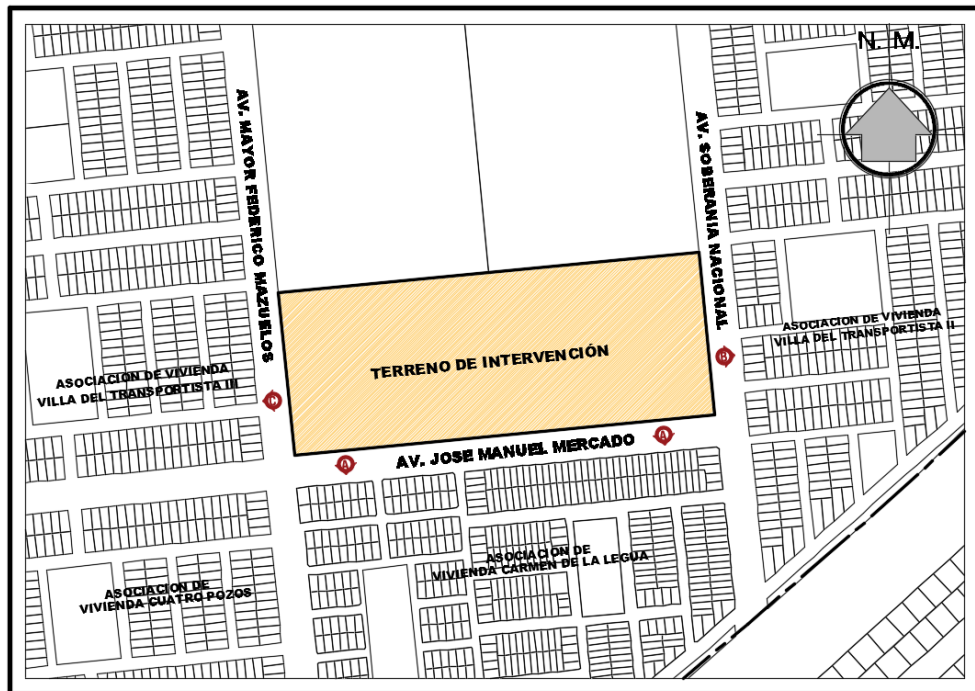 N. M.
AV. MAYOR FEDERICO MAZUELOS
AV. SOBERANIA NACIONAL
ASOCIACION DE VIVIENDA
VILLA DEL TRANSPORTISTA II
TERRENO DE INTERVENCIÓN
B
ASOCIACION DE VIVIENDA
VILLA DEL TRANSPORTISTA III
C
AV. JOSE MANUEL MERCADO
A
A
ASOCIACIÓN DE
VIVIENDA CARMEN DE LA LEGUA
ASOCIACION DE
VIVIENDA CUATRO POZOS